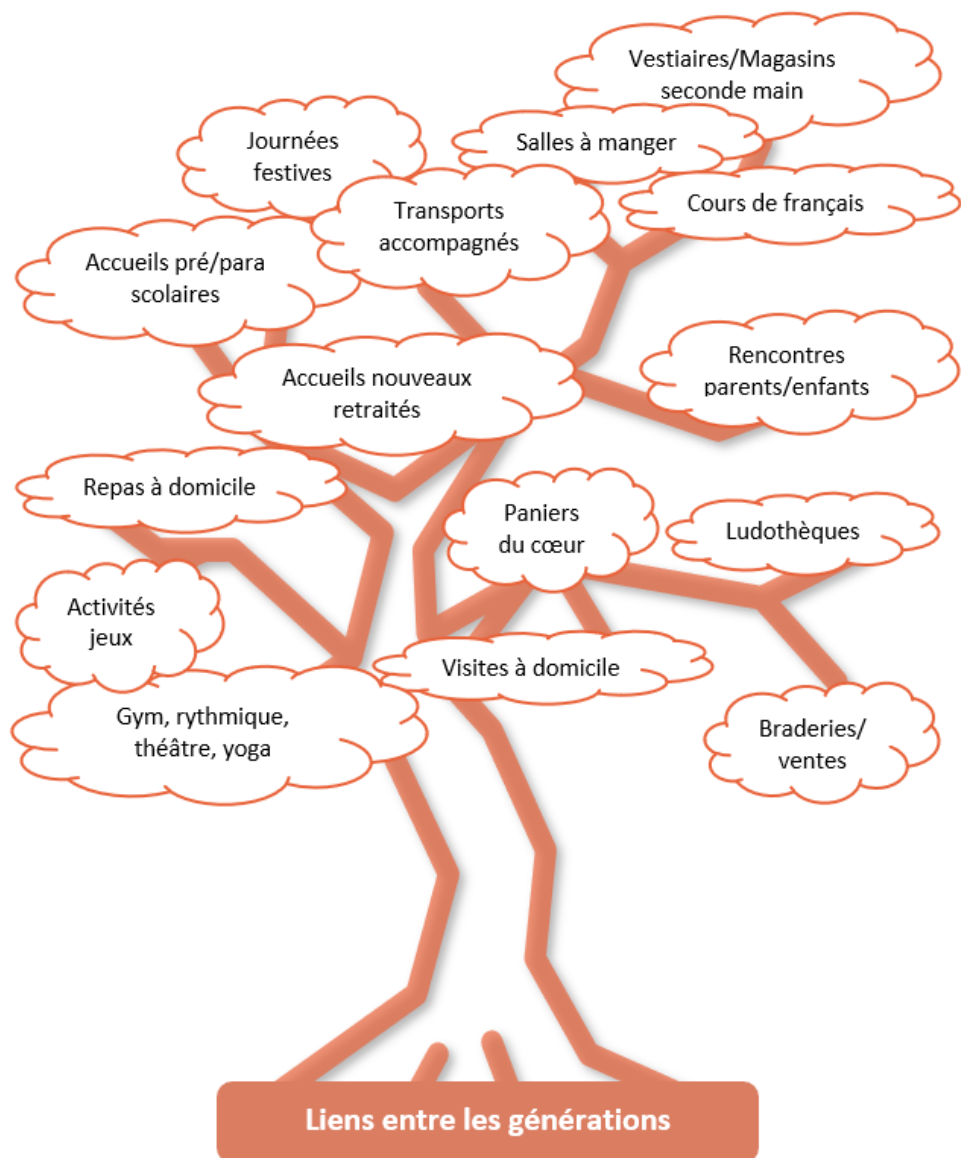 Vestiaires/Magasins
seconde main
Journées
festives
Salles à manger
Transports
accompagnés
Cours de français
Accueils pré/para
scolaires
Accueils nouveaux
retraités
Rencontres
parents/enfants
Repas à domicile
Paniers
du cœur
Ludothèques
Activités
jeux
Visites à domicile
Gym, rythmique,
théâtre, yoga
Braderies/
ventes
Liens entre les générations